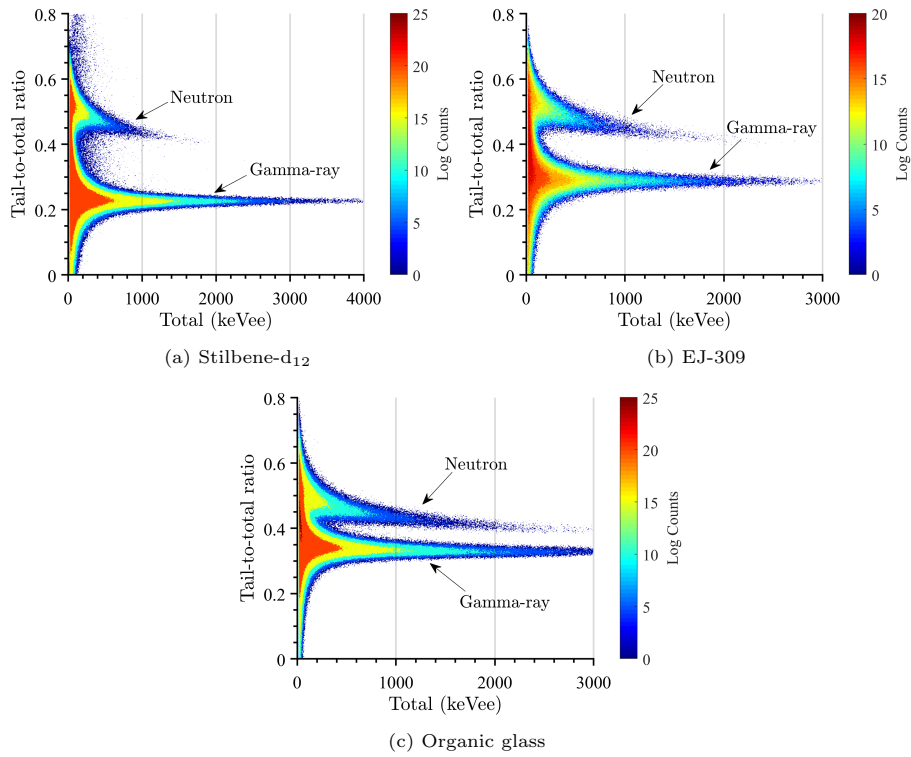 0.8
0.6
0.4
0.2
0
Tail-to-total ratio
Neutron
Gamma-ray
0 1000 2000 3000 4000
Total (keVee)
25
20
15
10
5
0
Log Counts
(a) Stilbene-d₁₂
0.8
0.6
0.4
0.2
0
Tail-to-total ratio
Neutron
Gamma-ray
0 1000 2000 3000
Total (keVee)
20
15
10
5
0
Log Counts
(b) EJ-309
0.8
0.6
0.4
0.2
0
Tail-to-total ratio
Neutron
Gamma-ray
0 1000 2000 3000
Total (keVee)
25
20
15
10
5
0
Log Counts
(c) Organic glass